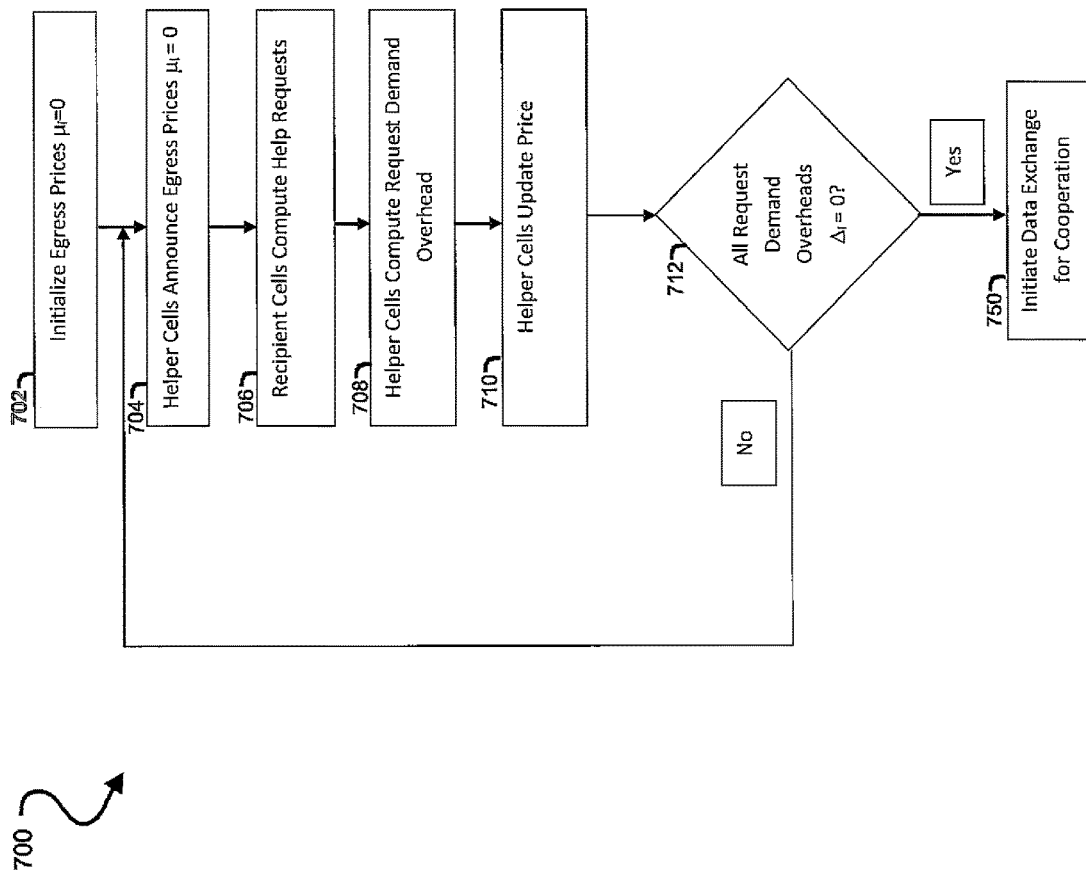 700
702
Initialize Egress Prices μᵢ=0
704
Helper Cells Announce Egress Prices μₗ = 0
706
Recipient Cells Compute Help Requests
708
Helper Cells Compute Request Demand
Overhead
710
Helper Cells Update Price
712
All Request
Demand
Overheads
Δₗ = 0?
No
Yes
750
Initiate Data Exchange
for Cooperation